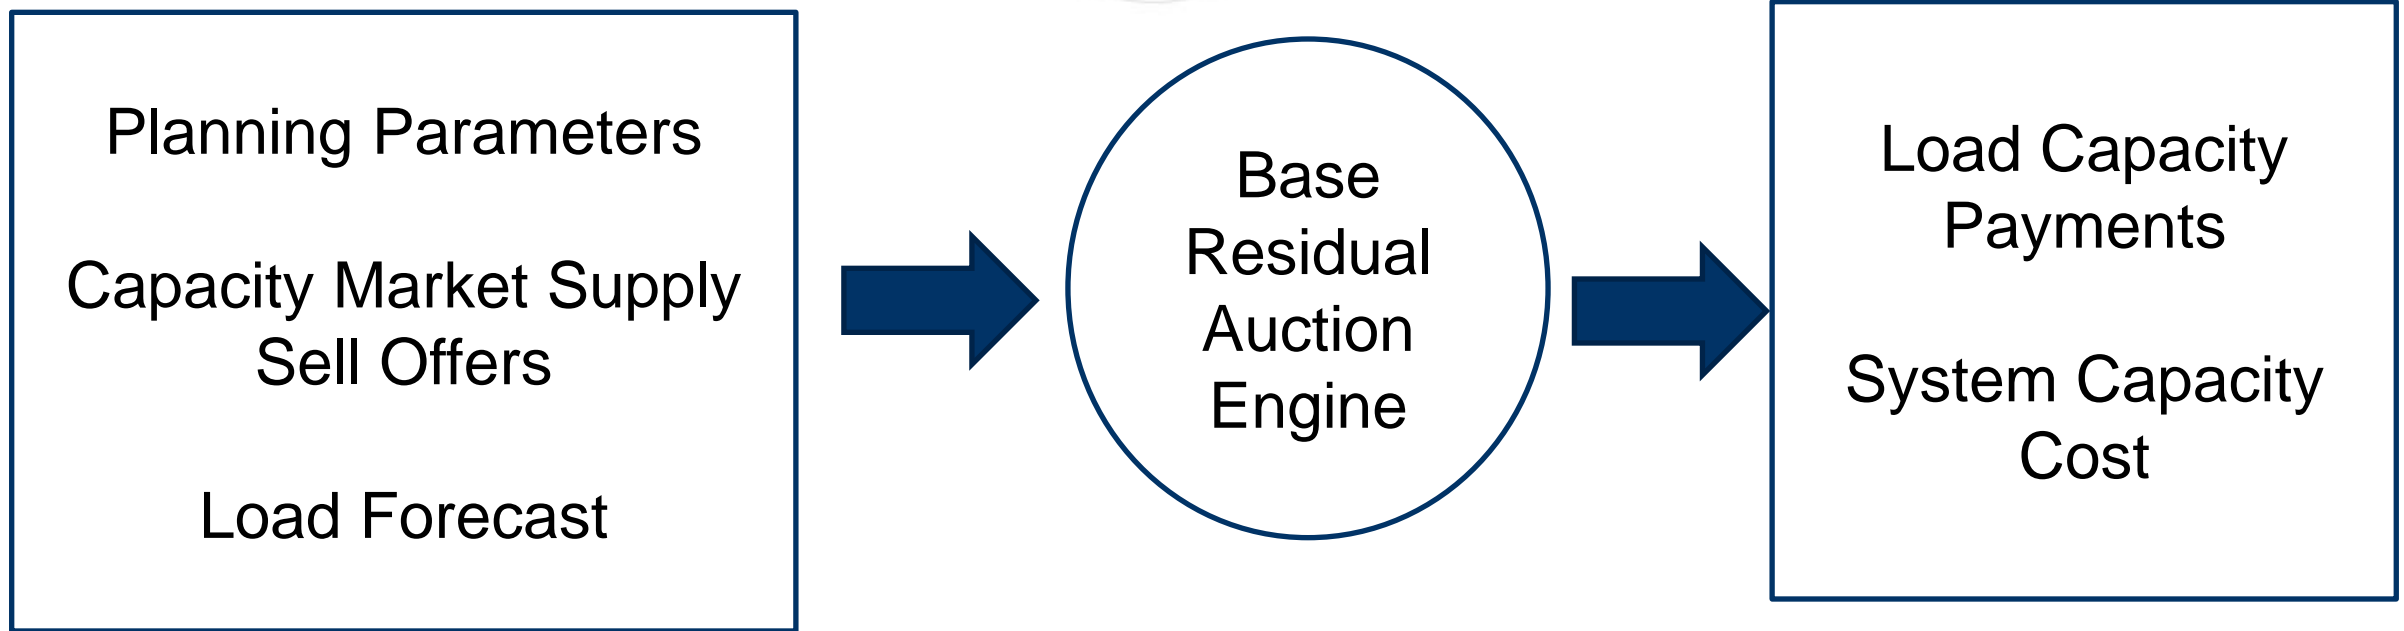 Planning Parameters
Capacity Market Supply
Sell Offers
Load Forecast
Base
Residual
Auction
Engine
Load Capacity
Payments
System Capacity
Cost